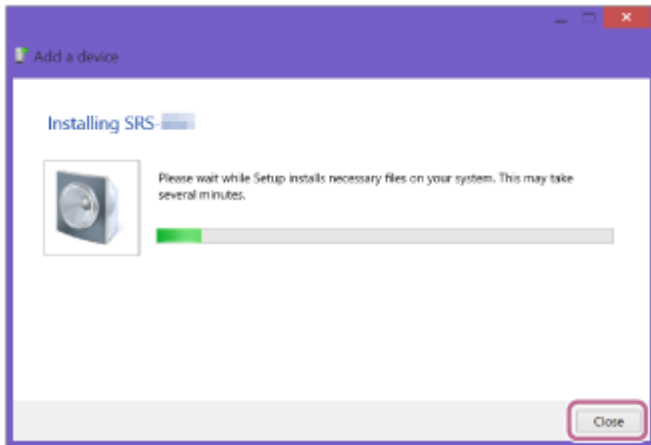 Add a device
Installing SRS-
Please wait while Setup installs necessary files on your system. This may take
several minutes.
Close